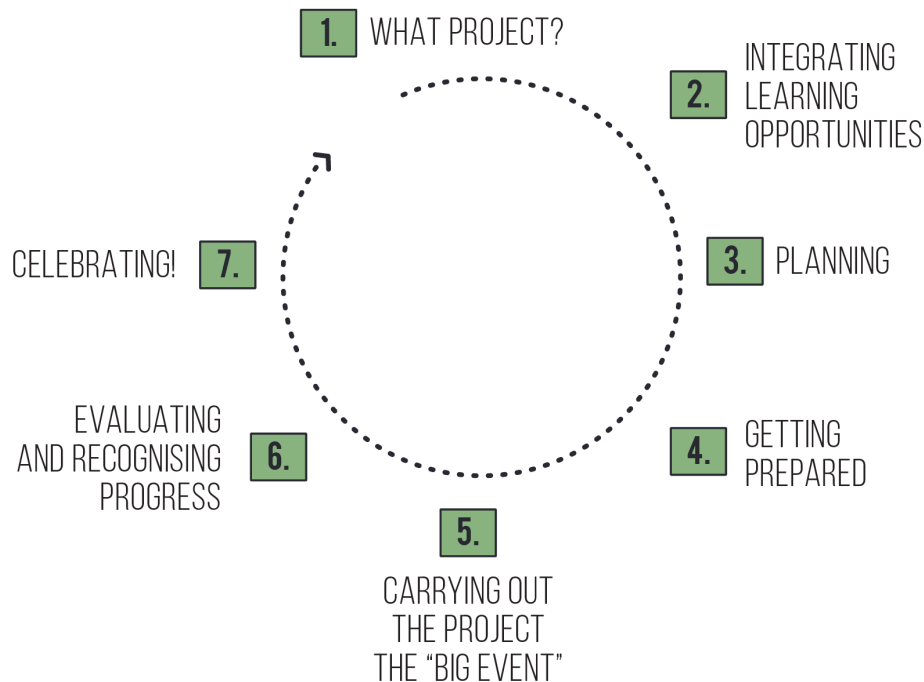 1. WHAT PROJECT?
2. INTEGRATING
LEARNING
OPPORTUNITIES
3. PLANNING
4. GETTING
PREPARED
5.
CARRYING OUT
THE PROJECT
THE “BIG EVENT”
6. EVALUATING
AND RECOGNISING
PROGRESS
7. CELEBRATING!